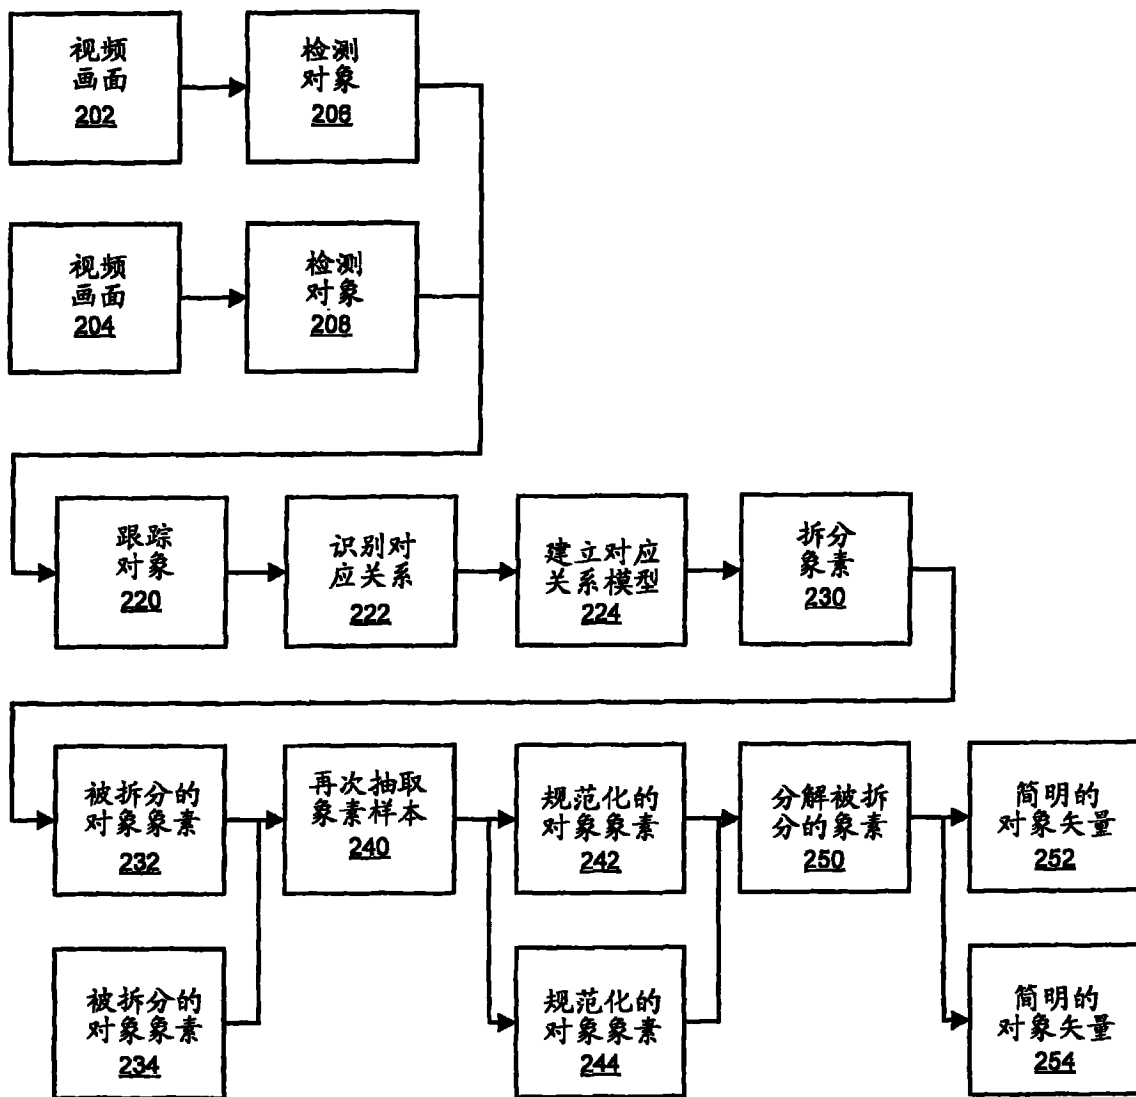 视频
画面
202
检测
对象
206
视频
画面
204
检测
对象
208
跟踪
对象
220
识别对
应关系
222
建立对应
关系模型
224
拆分
象素
230
被拆分的
对象象素
232
再次抽取
象素样本
240
规范化的
对象象素
242
分解被拆
分的象素
250
简明的
对象矢量
252
被拆分的
对象象素
234
规范化的
对象象素
244
简明的
对象矢量
254